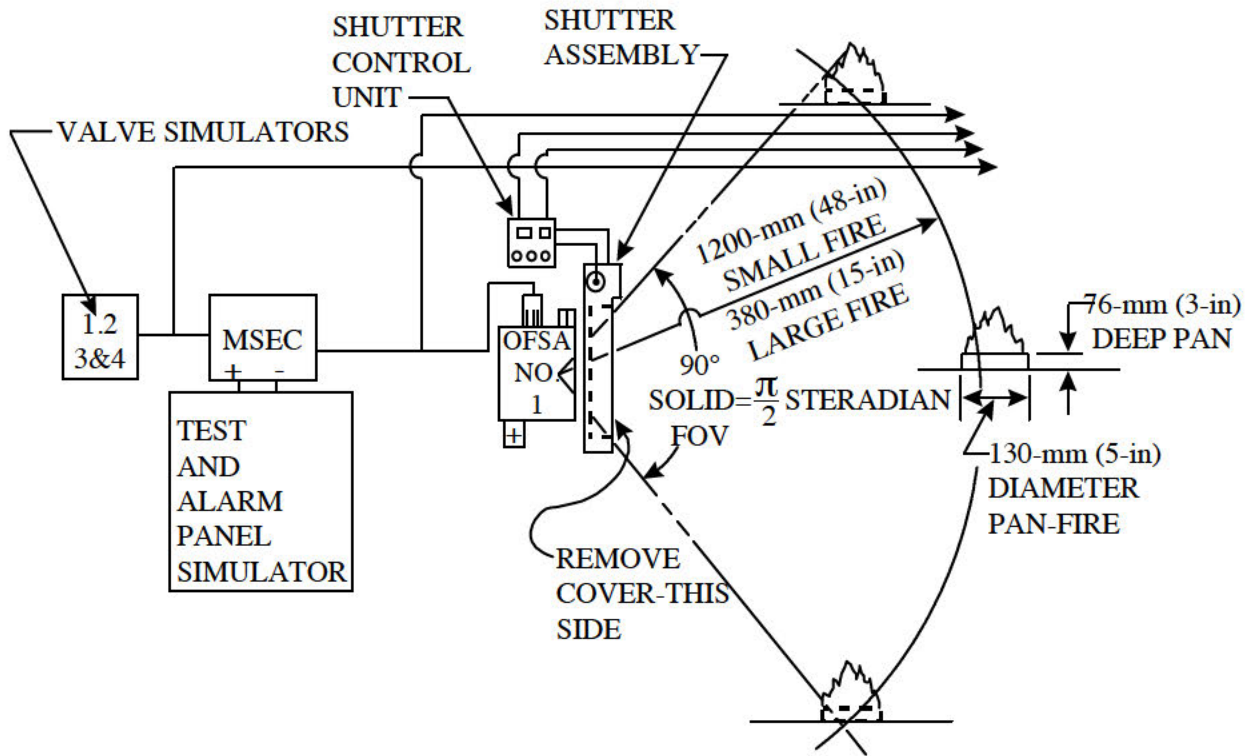 SHUTTER
CONTROL
UNIT
SHUTTER
ASSEMBLY
VALVE SIMULATORS
1.2
3&4
MSEC
+ -
TEST
AND
ALARM
PANEL
SIMULATOR
OFSA
NO.
1
+
1200-mm (48-in)
SMALL FIRE
380-mm (15-in)
LARGE FIRE
90°
SOLID=π/2 STERADIAN
FOV
76-mm (3-in)
DEEP PAN
130-mm (5-in)
DIAMETER
PAN-FIRE
REMOVE
COVER-THIS
SIDE